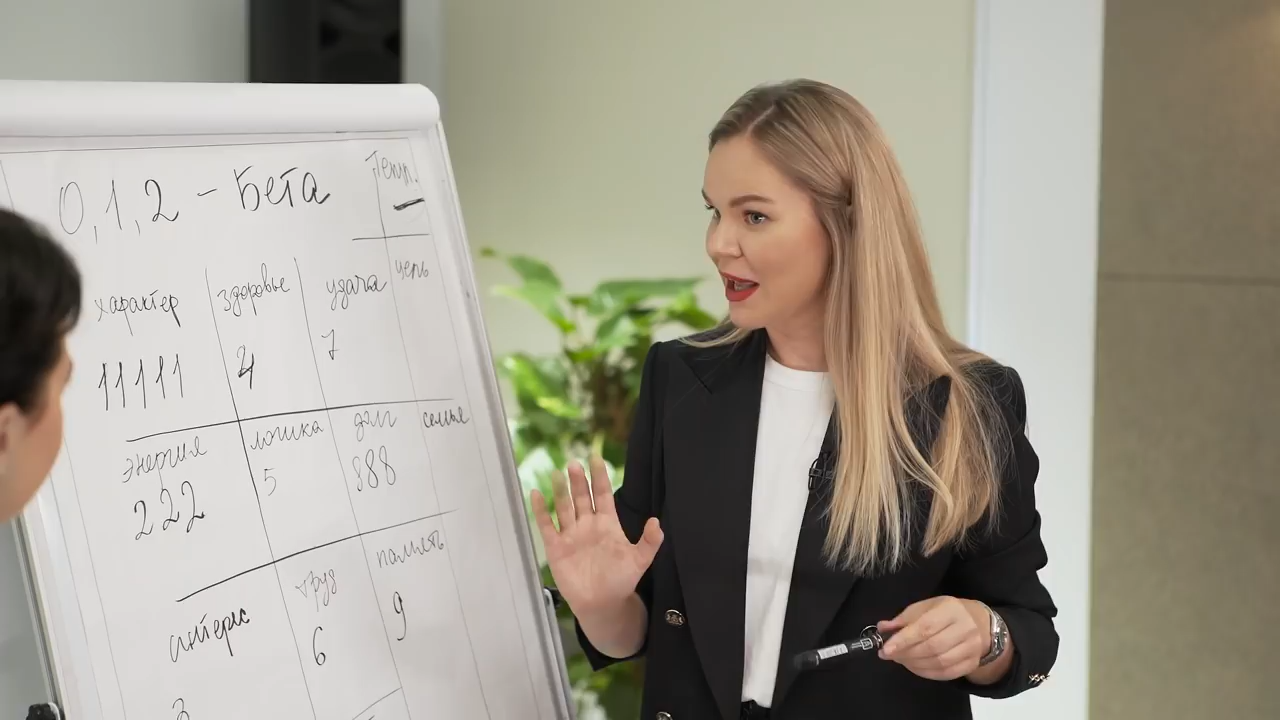 0,1,2 - Бета
Темп.
характер здоровье удача цель
11111 4 7
энергия логика долг семья
222 5 888
интерес труд память
6 9
3